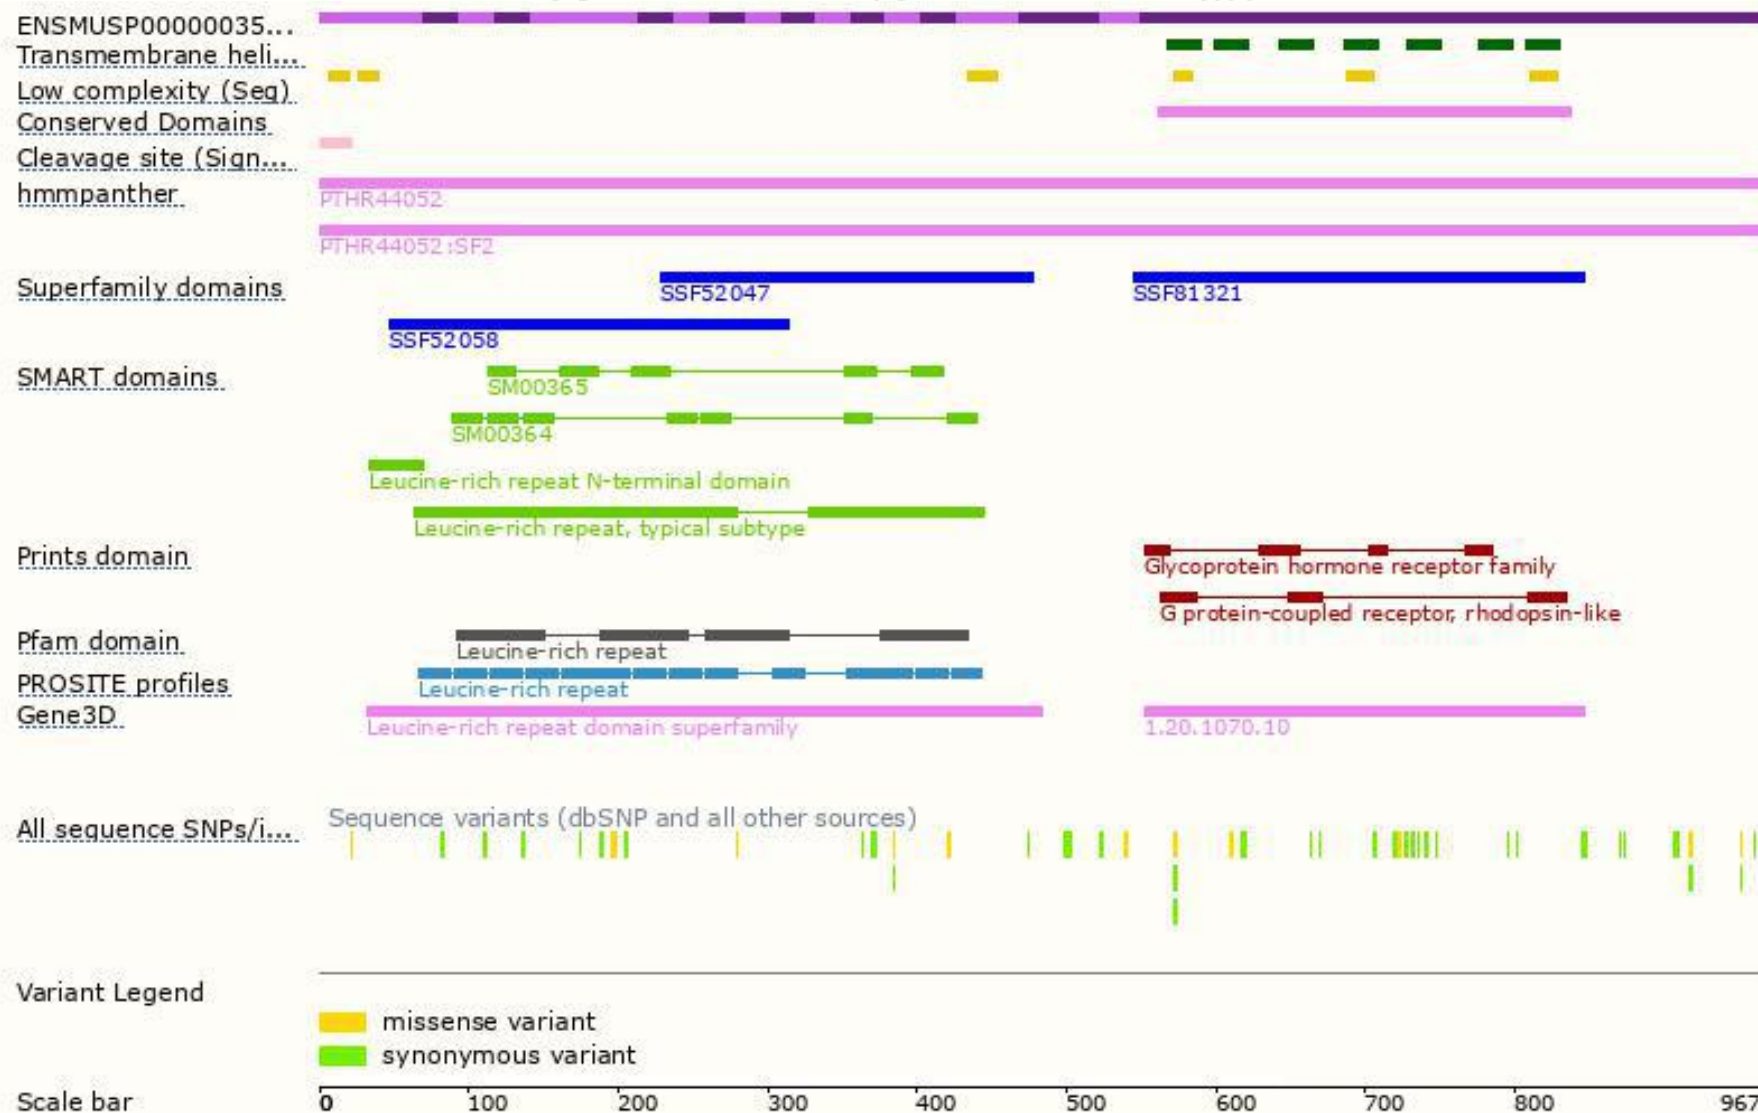 ENSMUSP00000035...
Transmembrane heli...
Low complexity (Seg)
Conserved Domains
Cleavage site (Sign...
hmmpanther
PTHR44052
PTHR44052:SF2
Superfamily domains
SSF52047
SSF81321
SSF52058
SMART domains
SM00365
SM00364
Leucine-rich repeat N-terminal domain
Leucine-rich repeat, typical subtype
Prints domain
Glycoprotein hormone receptor family
G protein-coupled receptor, rhodopsin-like
Pfam domain
Leucine-rich repeat
PROSITE profiles
Leucine-rich repeat
Gene3D
Leucine-rich repeat domain superfamily
1.20.1070.10
Sequence variants (dbSNP and all other sources)
All sequence SNPs/i...
Variant Legend
missense variant
synonymous variant
Scale bar 0 100 200 300 400 500 600 700 800 967